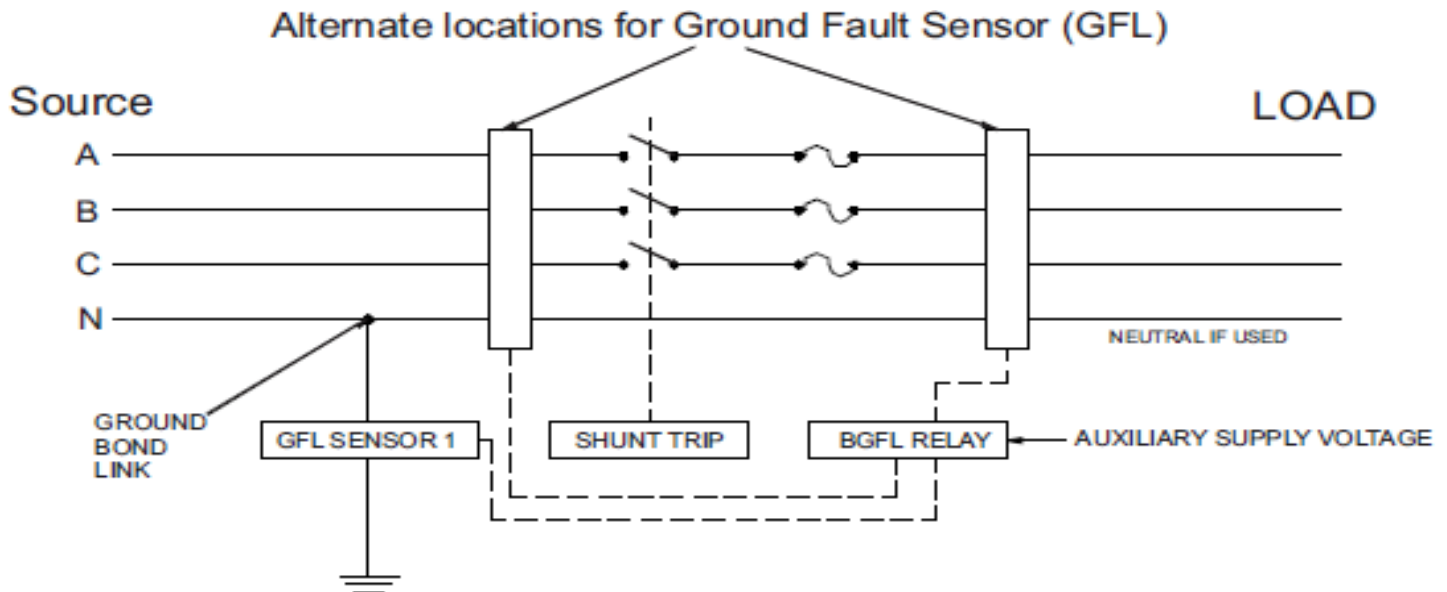 Alternate locations for Ground Fault Sensor (GFL)
Source
LOAD
A
B
C
N
NEUTRAL IF USED
GROUND
BOND
LINK
GFL SENSOR 1
SHUNT TRIP
BGFL RELAY
AUXILIARY SUPPLY VOLTAGE